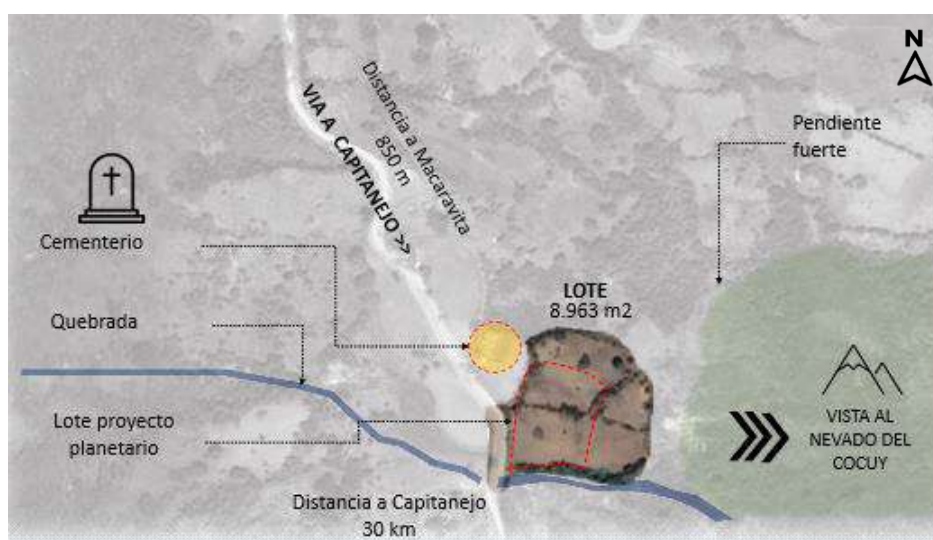 N
Distancia a Macaravita
850 m
VIA A CAPITANEJO >>
Pendiente
fuerte
Cementerio
LOTE
8.963 m2
Quebrada
Lote proyecto
planetario
VISTA AL
NEVADO DEL
COCUY
Distancia a Capitanejo
30 km